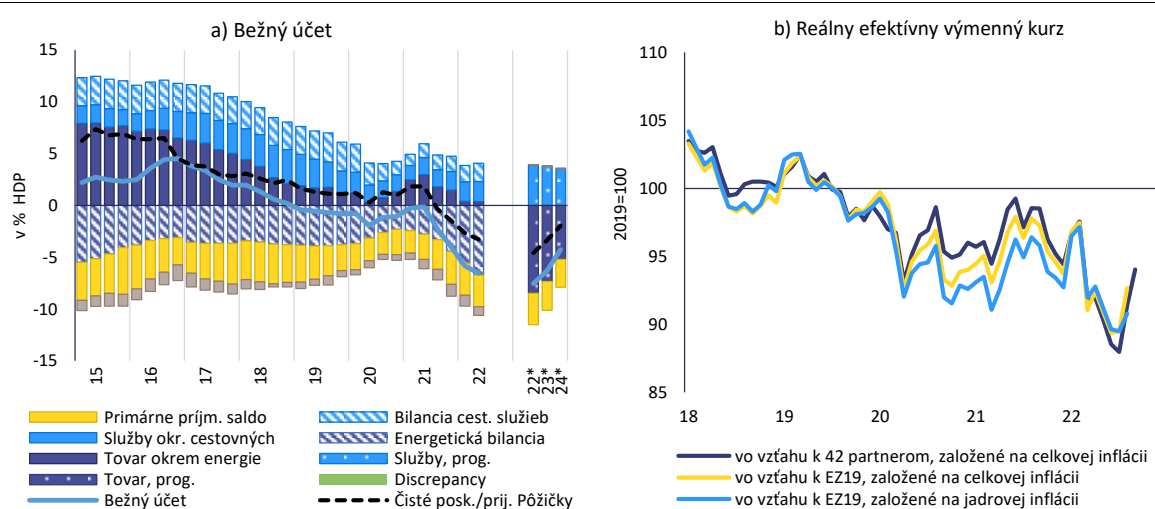 a) Bežný účet
v % HDP
15
10
5
0
-5
-10
-15
15
16
17
18
19
20
21
22
22*
23*
24*
Primárne príjm. saldo
Bilancia cest. služieb
Služby okr. cestovných
Energetická bilancia
Tovar okrem energie
Služby, prog.
Tovar, prog.
Discrepancy
Bežný účet
Čisté posk./prij. Pôžičky
b) Reálny efektívny výmenný kurz
2019=100
110
105
100
95
90
85
18
19
20
21
22
vo vzťahu k 42 partnerom, založené na celkovej inflácii
vo vzťahu k EZ19, založené na celkovej inflácii
vo vzťahu k EZ19, založené na jadrovej inflácii